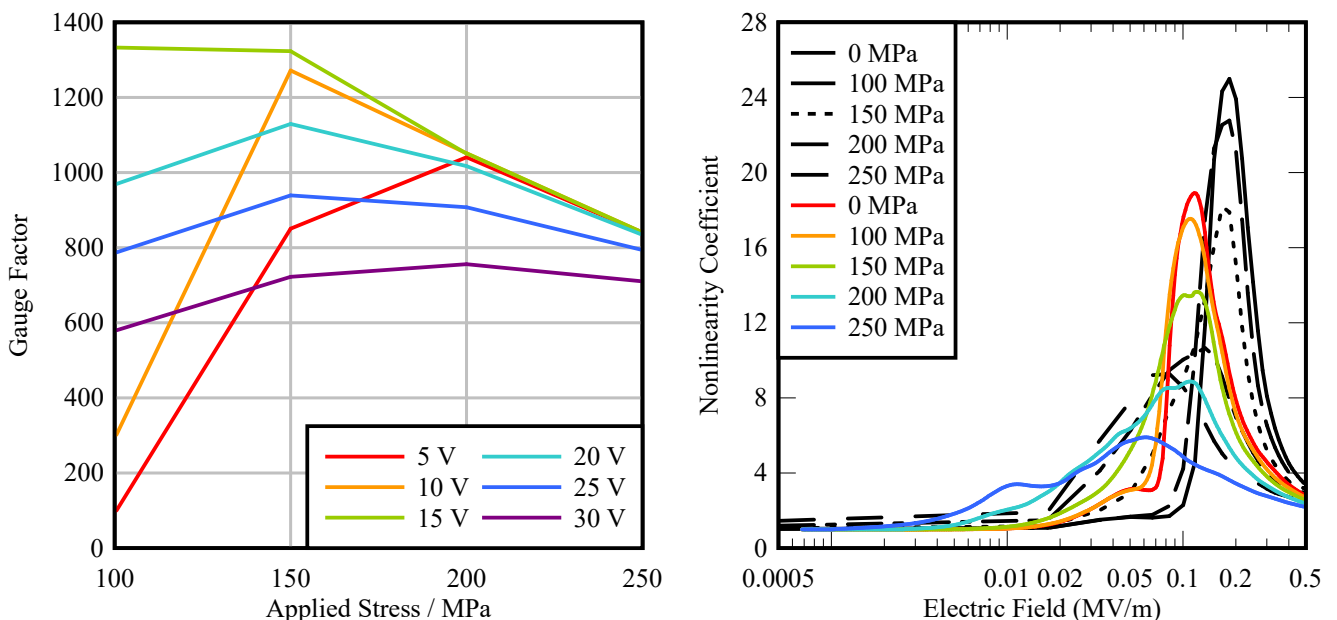 1400
1200
1000
800
600
400
200
0
Gauge Factor
100 150 200 250
Applied Stress / MPa
5 V 20 V
10 V 25 V
15 V 30 V
28
24
20
16
12
8
4
0
Nonlinearity Coefficient
0 MPa
100 MPa
150 MPa
200 MPa
250 MPa
0 MPa
100 MPa
150 MPa
200 MPa
250 MPa
0.0005 0.01 0.02 0.05 0.1 0.2 0.5
Electric Field (MV/m)